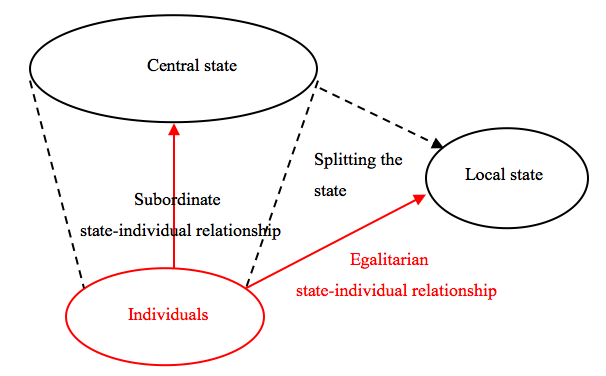 Central state
Splitting the
state
Local state
Subordinate
state-individual relationship
Egalitarian
state-individual relationship
Individuals